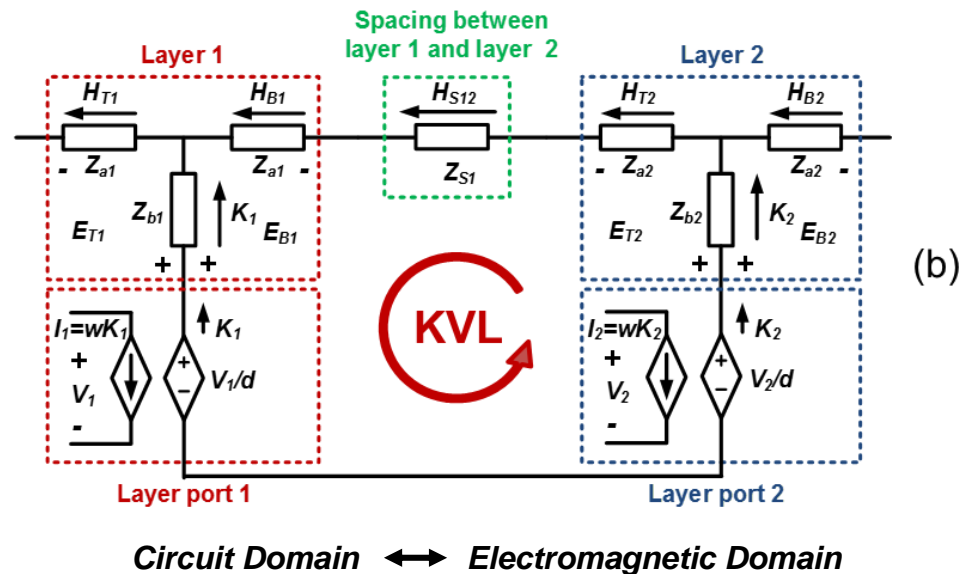 Spacing between
layer 1 and layer 2
Layer 1
Layer 2
H_T1
H_B1
H_S12
H_T2
H_B2
- Z_a1
Z_a1 -
Z_S1
- Z_a2
Z_a2 -
Z_b1
K_1
Z_b2
K_2
E_T1
E_B1
E_T2
E_B2
+ +
+ +
(b)
I_1=wK_1
K_1
KVL
I_2=wK_2
K_2
+
V_1
-
+
-
V_1/d
+
V_2
-
+
-
V_2/d
Layer port 1
Layer port 2
Circuit Domain ↔ Electromagnetic Domain